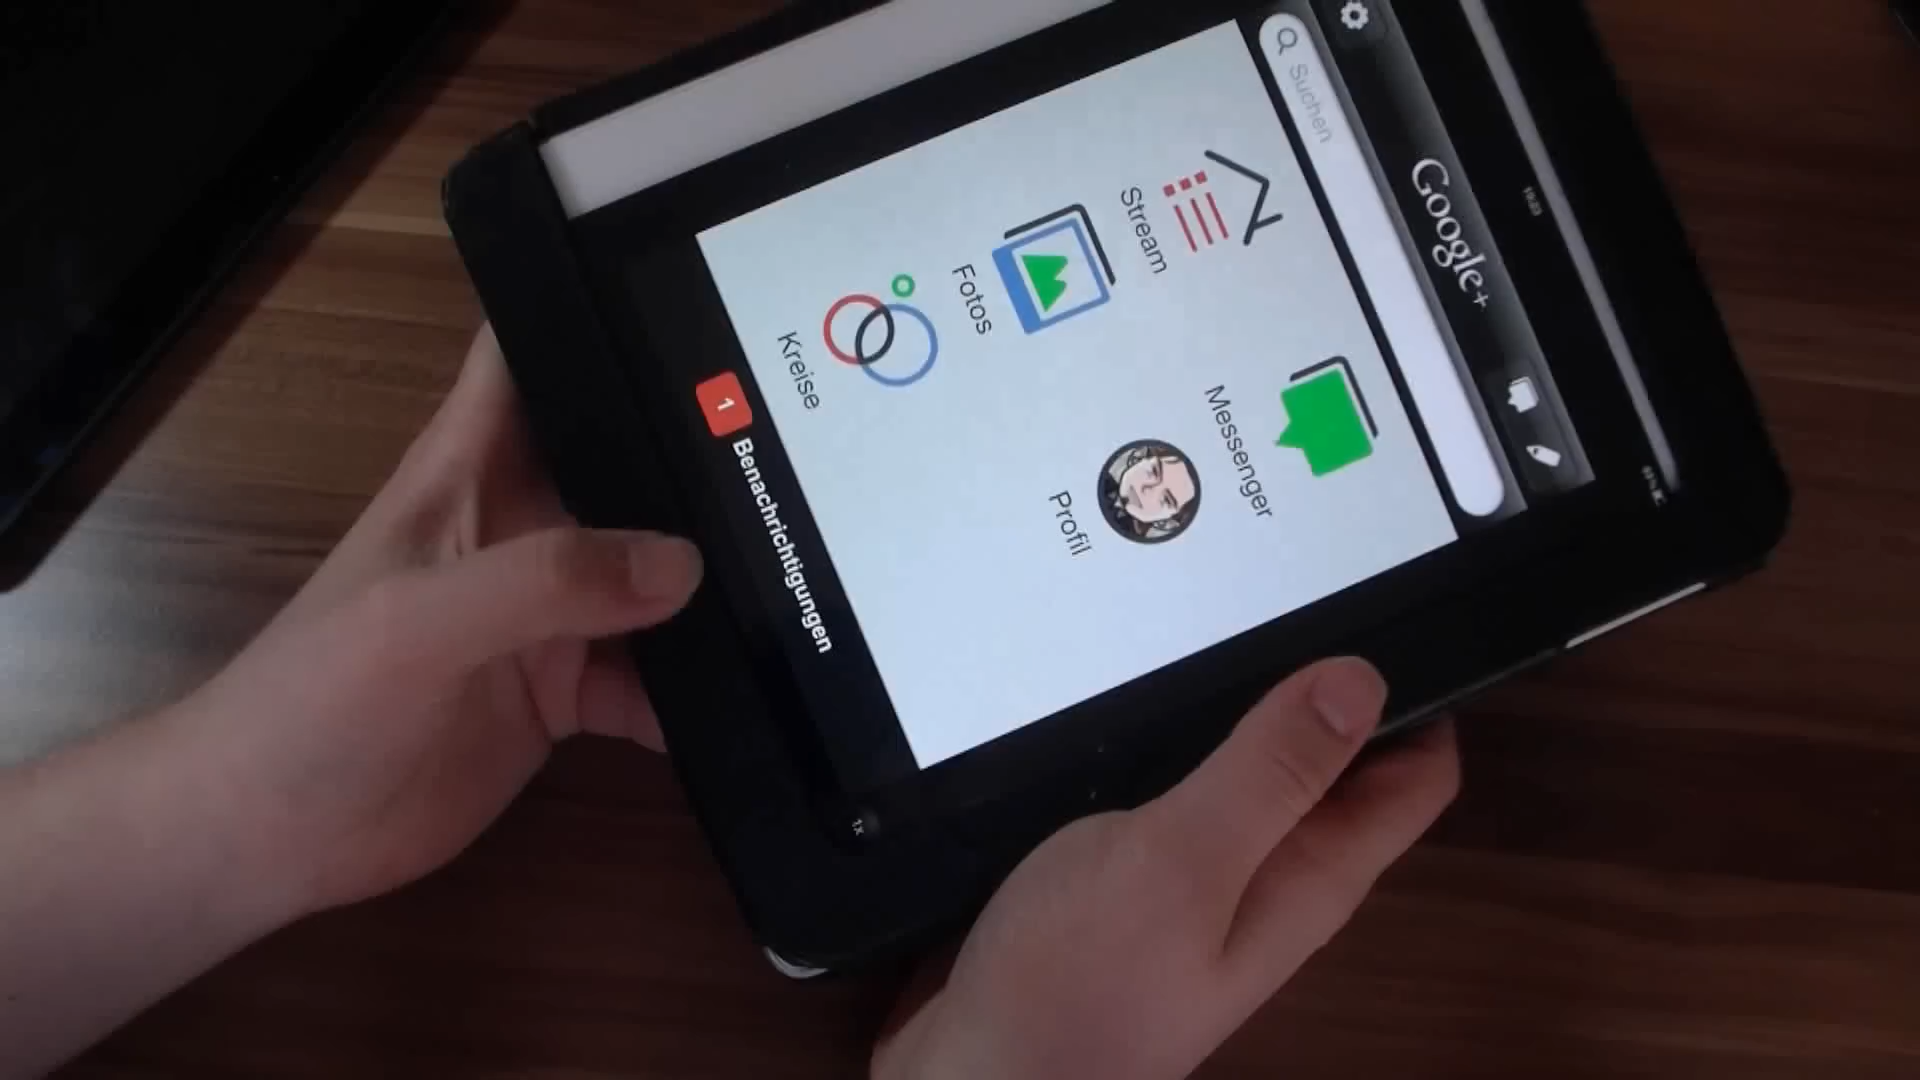 Google+
Suchen
Stream
Messenger
Fotos
Profil
Kreise
1 Benachrichtigungen
1x